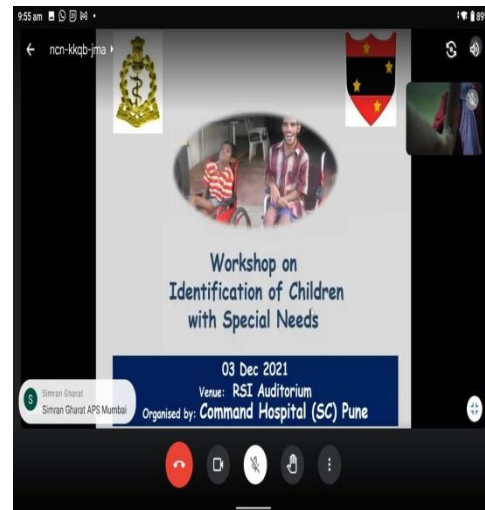 9:55 am
89
ncn-kkqb-jma
Workshop on
Identification of Children
with Special Needs
03 Dec 2021
Venue: RSI Auditorium
Organised by: Command Hospital (SC) Pune
S
Simran Gharat
Simran Gharat APS Mumbai